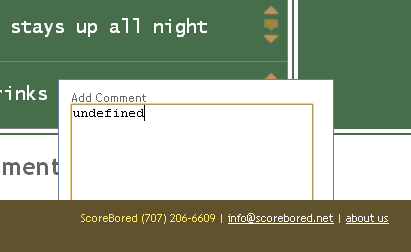 stays up all night
rinks
Add Comment
undefined
ment
ScoreBored (707) 206-6609 | info@scorebored.net | about us